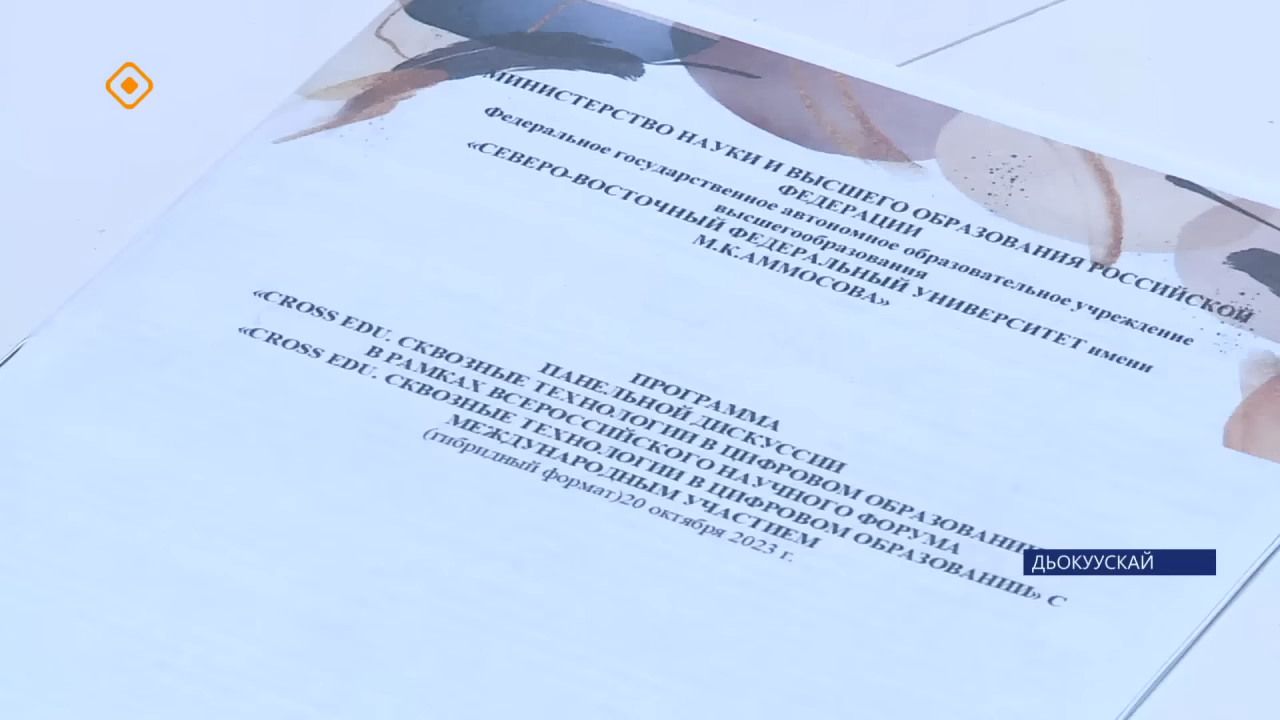 МИНИСТЕРСТВО НАУКИ И ВЫСШЕГО ОБРАЗОВАНИЯ РОССИЙСКОЙ
ФЕДЕРАЦИИ
Федеральное государственное автономное образовательное учреждение
высшегообразования
«СЕВЕРО-ВОСТОЧНЫЙ ФЕДЕРАЛЬНЫЙ УНИВЕРСИТЕТ имени
М.К.АММОСОВА»
ПРОГРАММА
ПАНЕЛЬНОЙ ДИСКУССИИ
«CROSS EDU. СКВОЗНЫЕ ТЕХНОЛОГИИ В ЦИФРОВОМ ОБРАЗОВАНИИ»
В РАМКАХ ВСЕРОССИЙСКОГО НАУЧНОГО ФОРУМА
«CROSS EDU. СКВОЗНЫЕ ТЕХНОЛОГИИ В ЦИФРОВОМ ОБРАЗОВАНИИ» С
МЕЖДУНАРОДНЫМ УЧАСТИЕМ
(гибридный формат)20 октября 2023 г.
ДЬОКУУСКАЙ